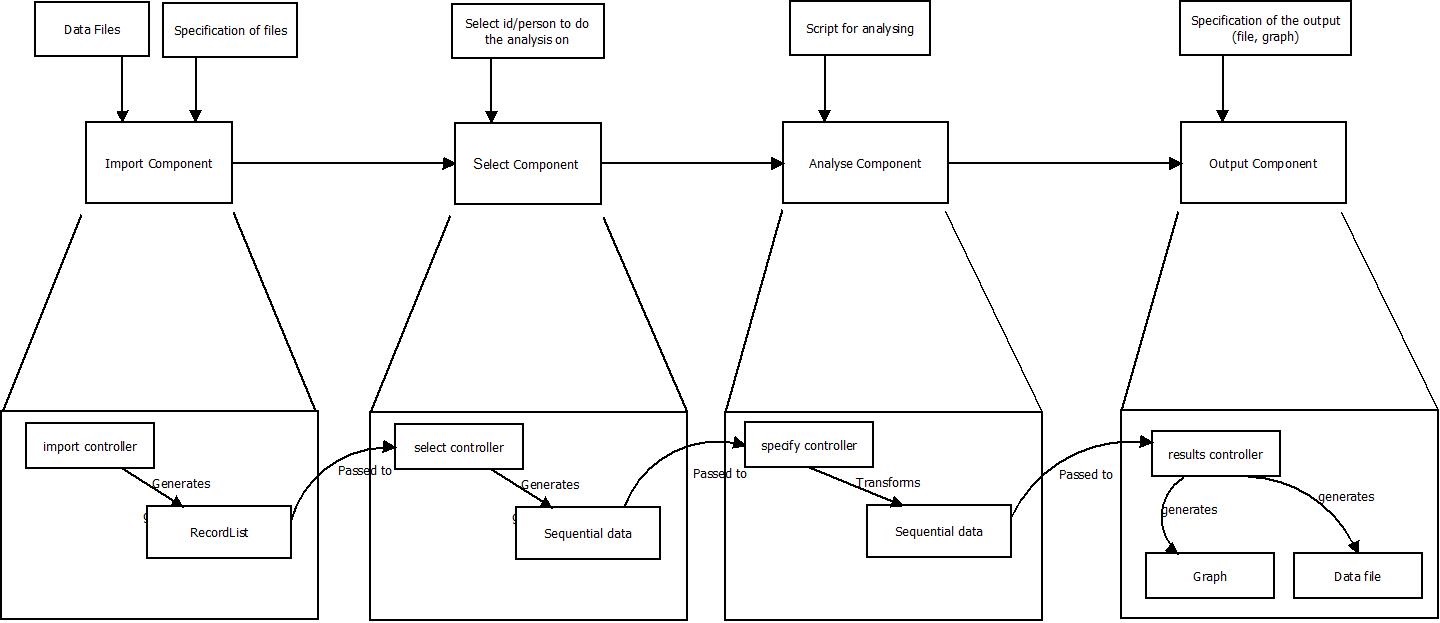 Data Files
Specification of files
Select id/person to do
the analysis on
Script for analysing
Specification of the output
(file, graph)
Import Component
Select Component
Analyse Component
Output Component
import controller
Generates
g
RecordList
Passed to
select controller
Generates
g
Sequential data
Passed to
specify controller
Transforms
Sequential data
Passed to
results controller
generates
generates
Graph
Data file